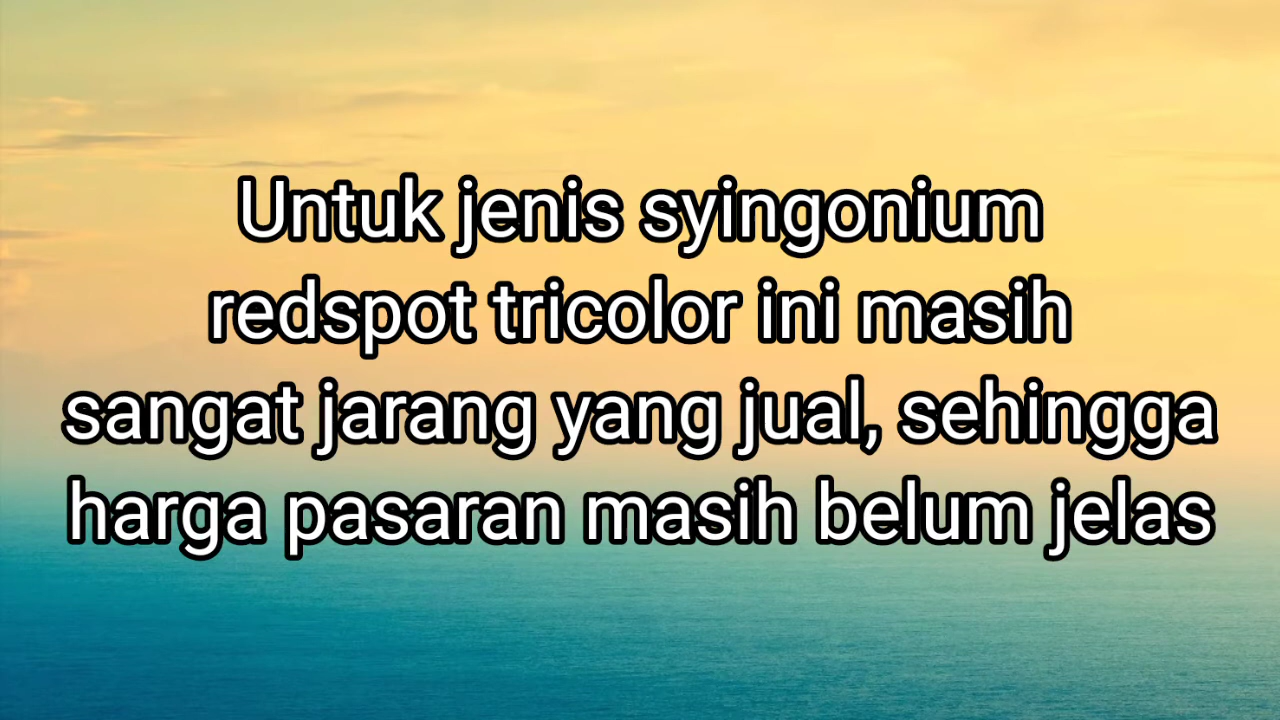 Untuk jenis syingonium
redspot tricolor ini masih
sangat jarang yang jual, sehingga
harga pasaran masih belum jelas